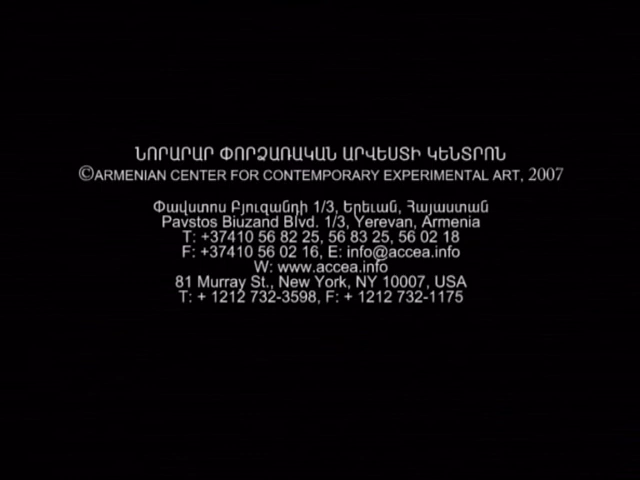 ՆՈՐԱՐԱՐ ՓՈՐՁԱՌԱԿԱՆ ԱՐՎԵՍՏԻ ԿԵՆՏՐՈՆ
©ARMENIAN CENTER FOR CONTEMPORARY EXPERIMENTAL ART, 2007
Փավստոս Բյուզանդի 1/3, Երեւան, Հայաստան
Pavstos Biuzand Blvd. 1/3, Yerevan, Armenia
T: +37410 56 82 25, 56 83 25, 56 02 18
F: +37410 56 02 16, E: info@accea.info
W: www.accea.info
81 Murray St., New York, NY 10007, USA
T: + 1212 732-3598, F: + 1212 732-1175